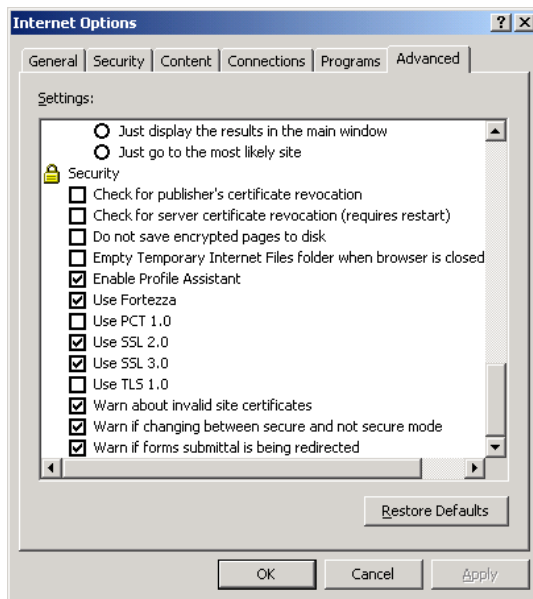 Internet Options
General Security Content Connections Programs Advanced
Settings:
Just display the results in the main window
Just go to the most likely site
Security
Check for publisher's certificate revocation
Check for server certificate revocation (requires restart)
Do not save encrypted pages to disk
Empty Temporary Internet Files folder when browser is closed
Enable Profile Assistant
Use Fortezza
Use PCT 1.0
Use SSL 2.0
Use SSL 3.0
Use TLS 1.0
Warn about invalid site certificates
Warn if changing between secure and not secure mode
Warn if forms submittal is being redirected
Restore Defaults
OK Cancel Apply